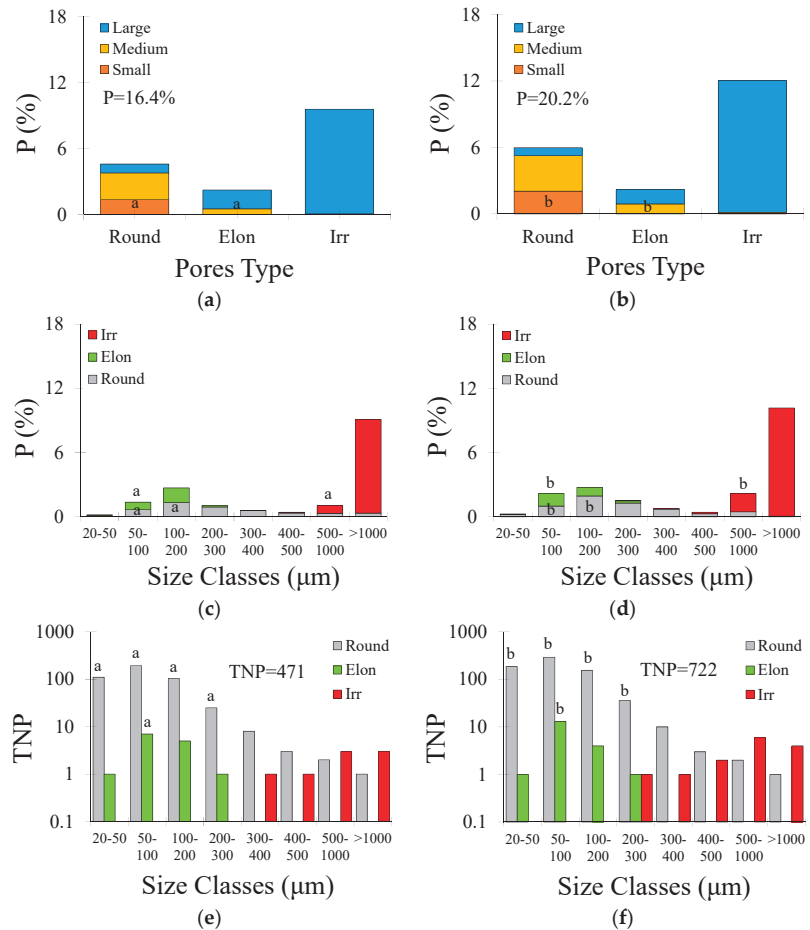 18
12
6
0
P (%)
Large
Medium
Small
P=16.4%
a
a
Round
Elon
Irr
Pores Type
(a)
18
12
6
0
P (%)
Large
Medium
Small
P=20.2%
b
b
Round
Elon
Irr
Pores Type
(b)
18
12
6
0
P (%)
Irr
Elon
Round
a
a
a
a
20-50
50-
100
100-
200
200-
300
300-
400
400-
500
500-
1000
>1000
Size Classes (μm)
(c)
18
12
6
0
P (%)
Irr
Elon
Round
b
b
b
b
20-50
50-
100
100-
200
200-
300
300-
400
400-
500
500-
1000
>1000
Size Classes (μm)
(d)
1000
100
10
1
0.1
TNP
Round
Elon
Irr
TNP=471
a
a
a
a
a
20-50
50-
100
100-
200
200-
300
300-
400
400-
500
500-
1000
>1000
Size Classes (μm)
(e)
1000
100
10
1
0.1
TNP
Round
Elon
Irr
TNP=722
b
b
b
b
b
20-50
50-
100
100-
200
200-
300
300-
400
400-
500
500-
1000
>1000
Size Classes (μm)
(f)